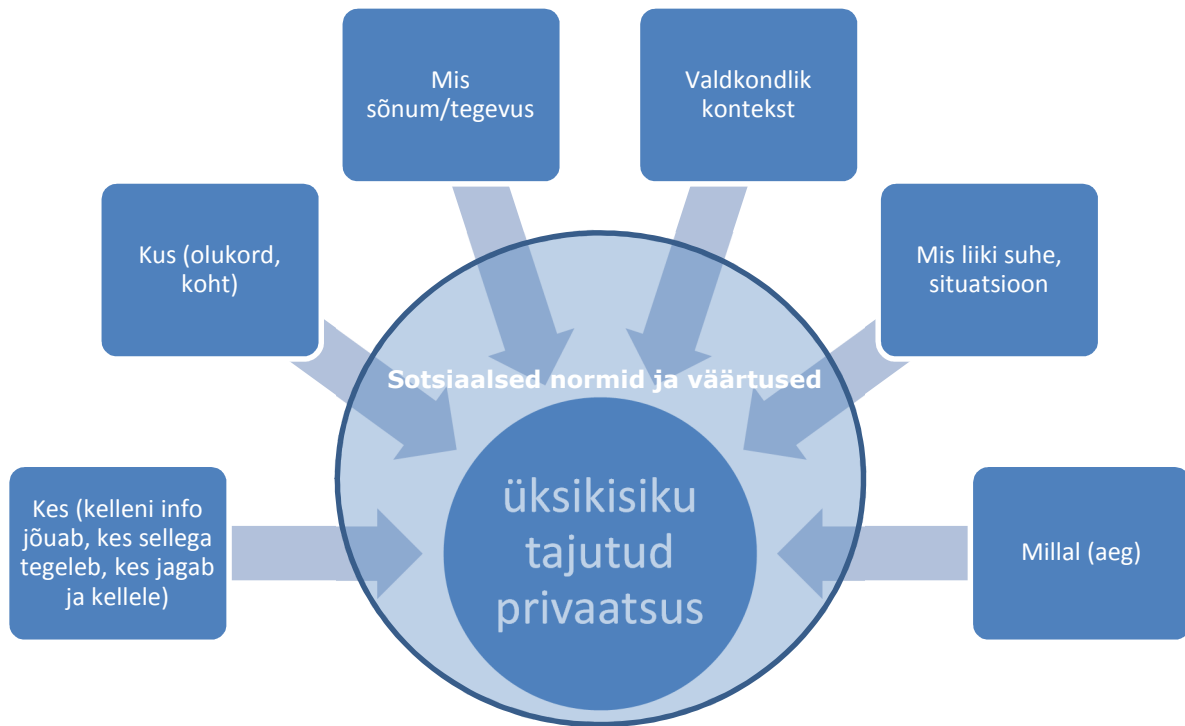 Mis
sõnum/tegevus
Valdkondlik
kontekst
Kus (olukord,
koht)
Mis liiki suhe,
situatsioon
Sotsiaalsed normid ja väärtused
Kes (kelleni info
jõuab, kes sellega
tegeleb, kes jagab
ja kellele)
üksikisiku
tajutud
privaatsus
Millal (aeg)